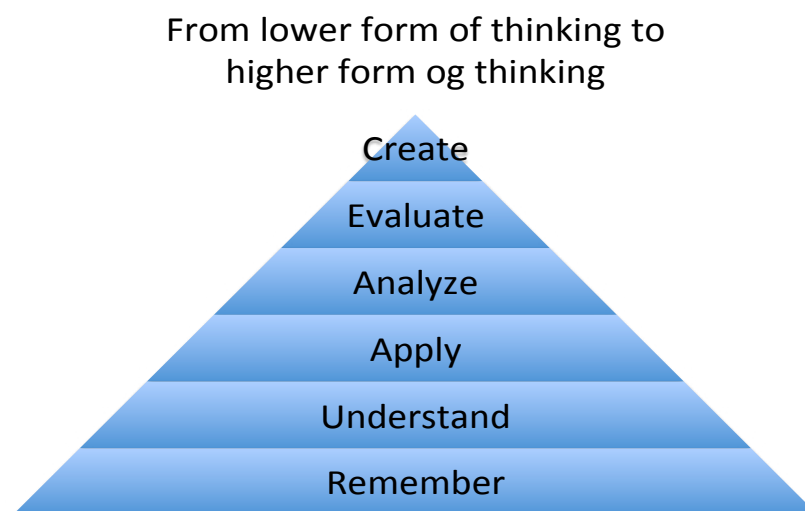 From lower form of thinking to
higher form og thinking
Create
Evaluate
Analyze
Apply
Understand
Remember